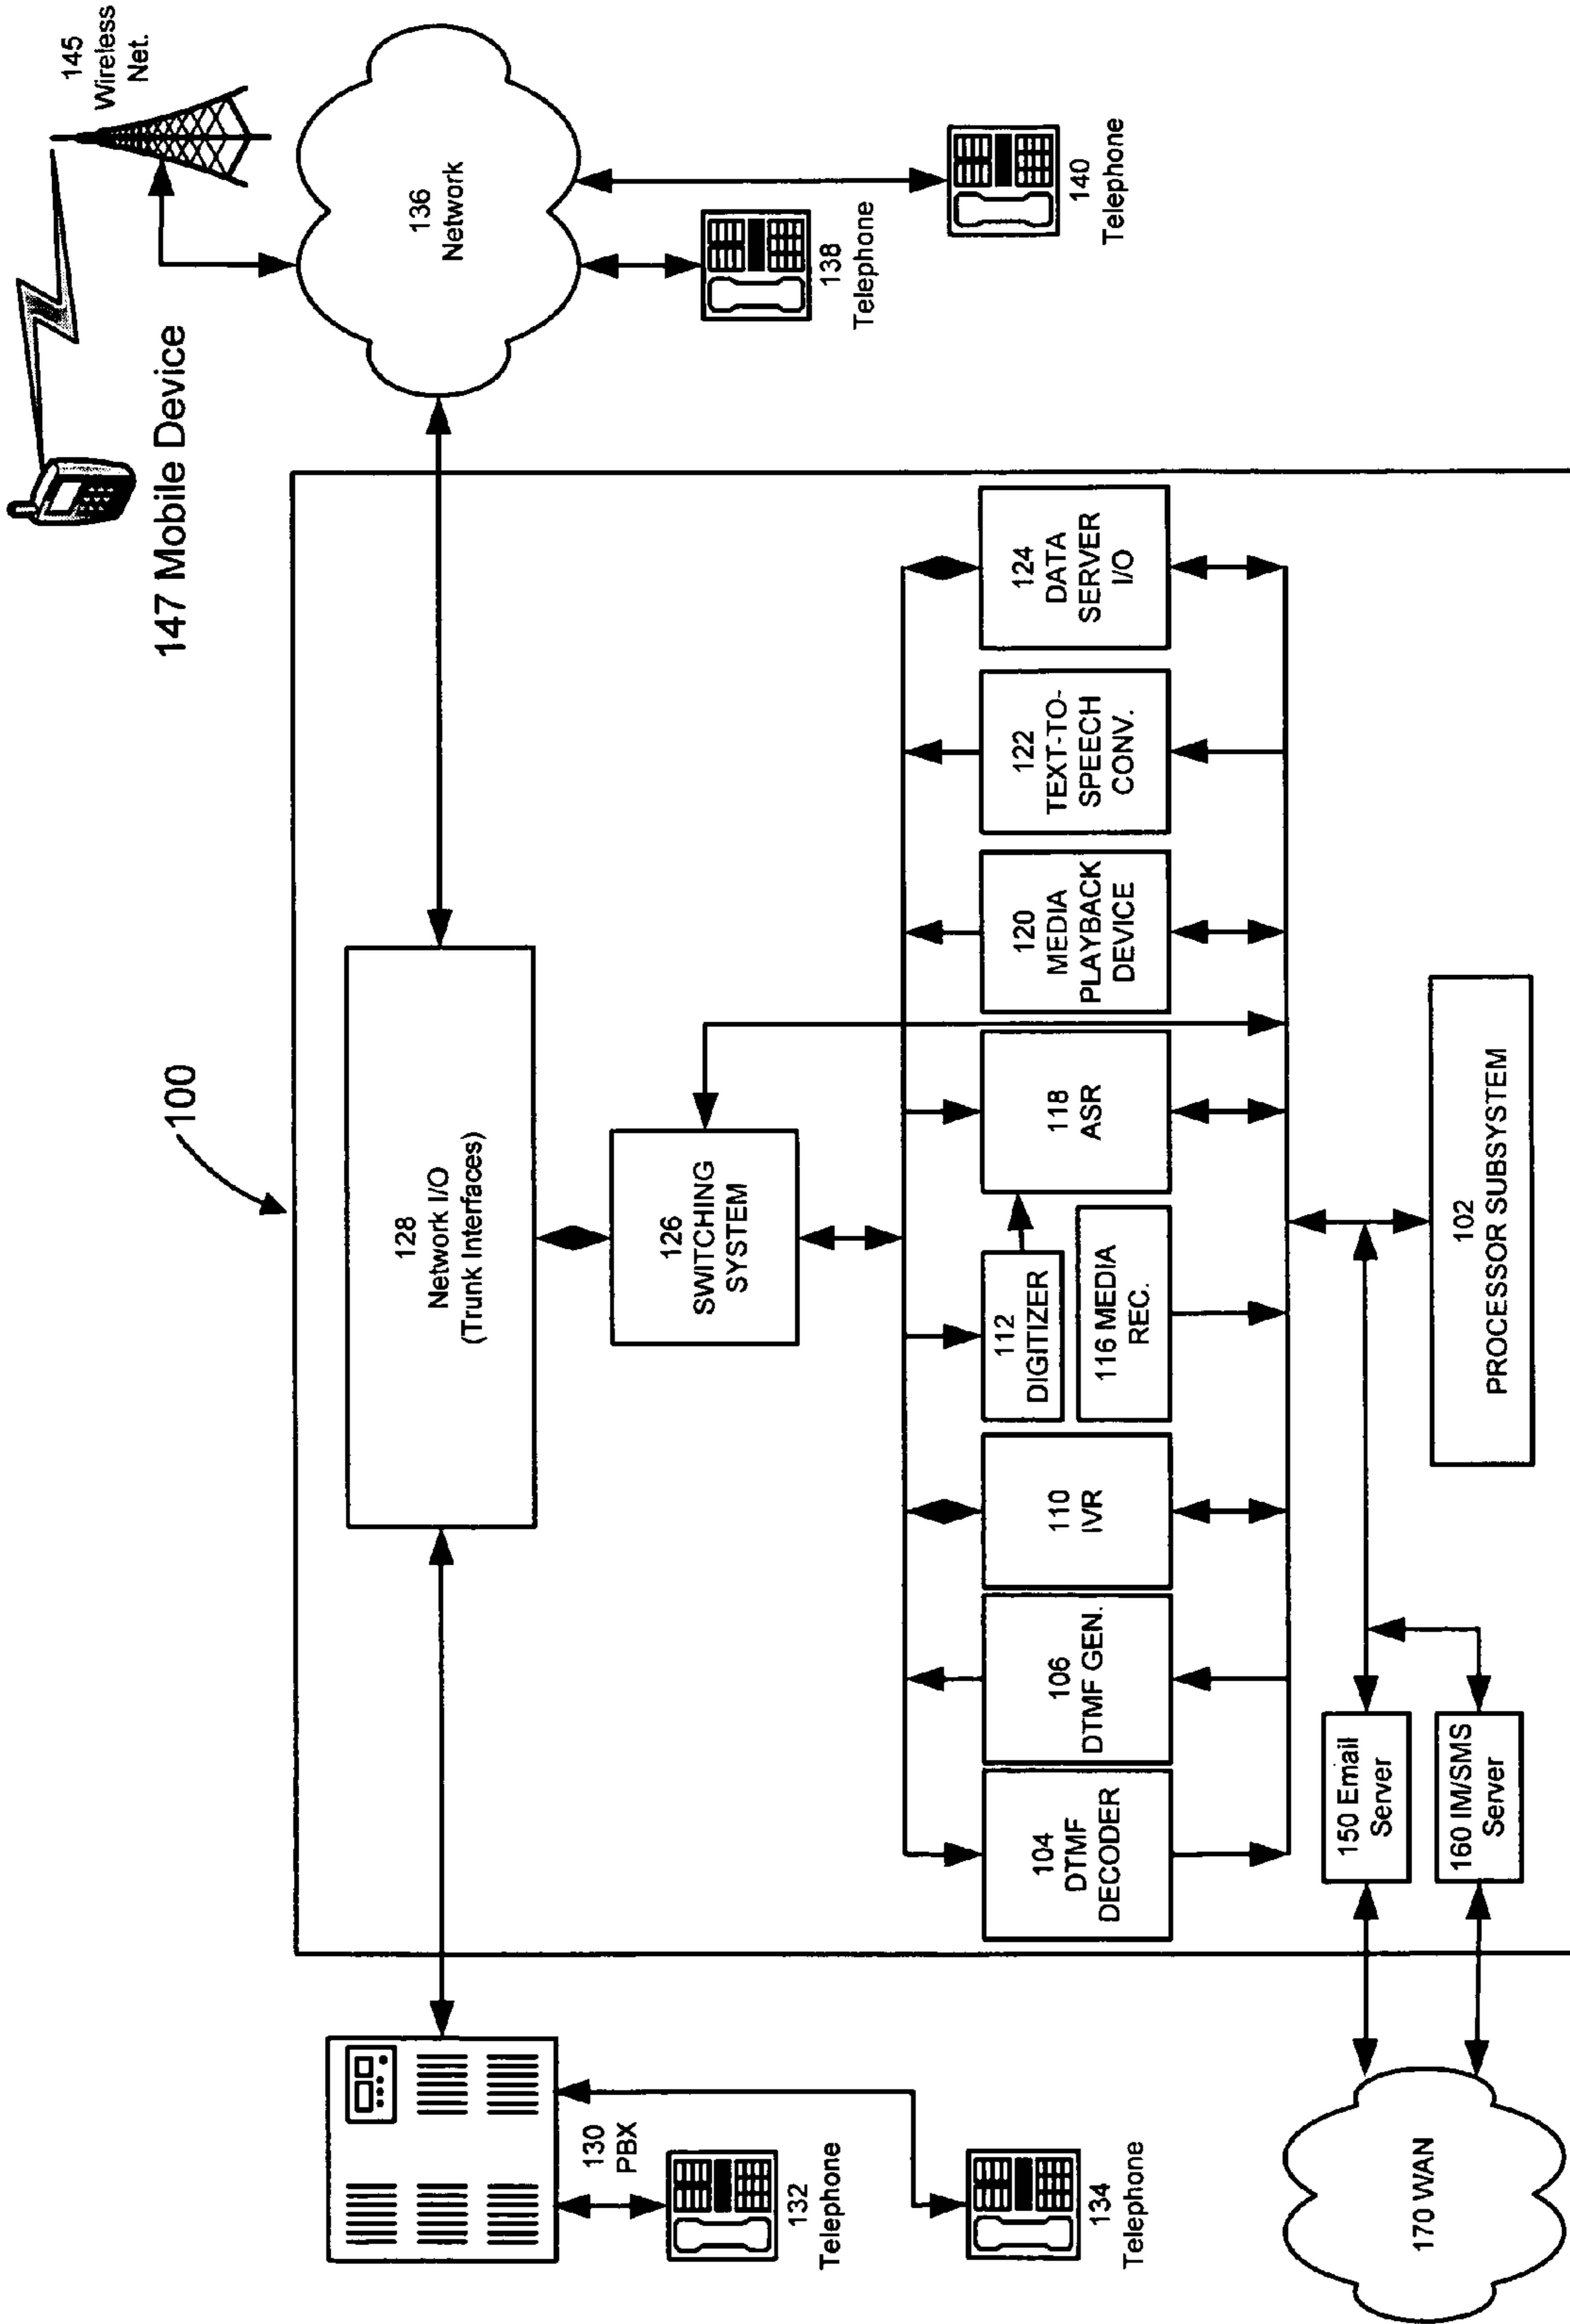 145
Wireless
Net.
147 Mobile Device
136
Network
138
Telephone
140
Telephone
100
128
Network I/O
(Trunk Interfaces)
126
SWITCHING
SYSTEM
130
PBX
132
Telephone
134
Telephone
104
DTMF
DECODER
106
DTMF GEN.
110
IVR
112
DIGITIZER
116 MEDIA
REC.
118
ASR
120
MEDIA
PLAYBACK
DEVICE
122
TEXT-TO-
SPEECH
CONV.
124
DATA
SERVER
I/O
102
PROCESSOR SUBSYSTEM
150 Email
Server
160 IM/SMS
Server
170 WAN